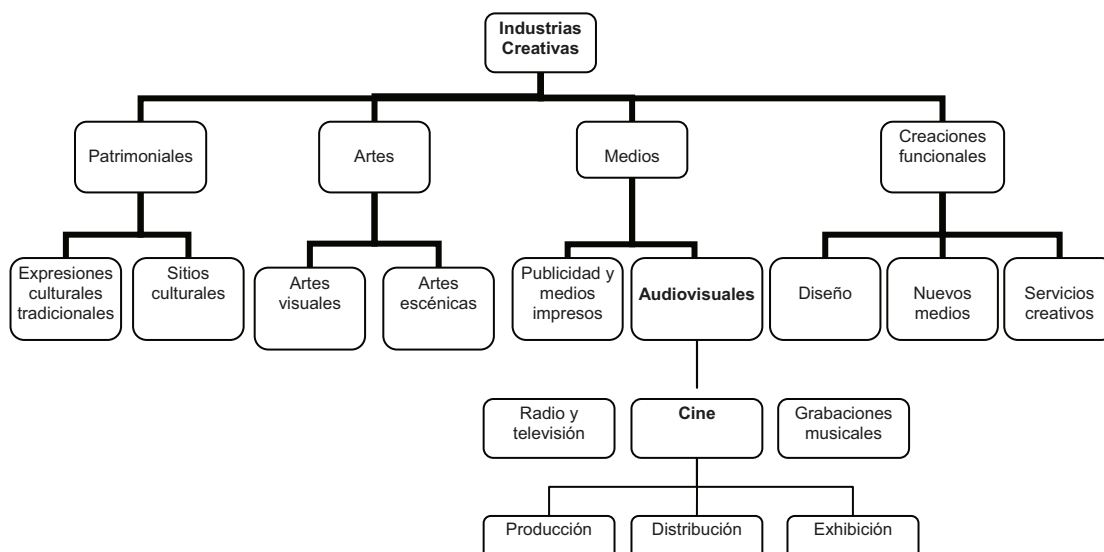 Industrias
Creativas
Patrimoniales
Artes
Medios
Creaciones
funcionales
Expresiones
culturales
tradicionales
Sitios
culturales
Artes
visuales
Artes
escénicas
Publicidad y
medios
impresos
Audiovisuales
Diseño
Nuevos
medios
Servicios
creativos
Radio y
televisión
Cine
Grabaciones
musicales
Producción
Distribución
Exhibición